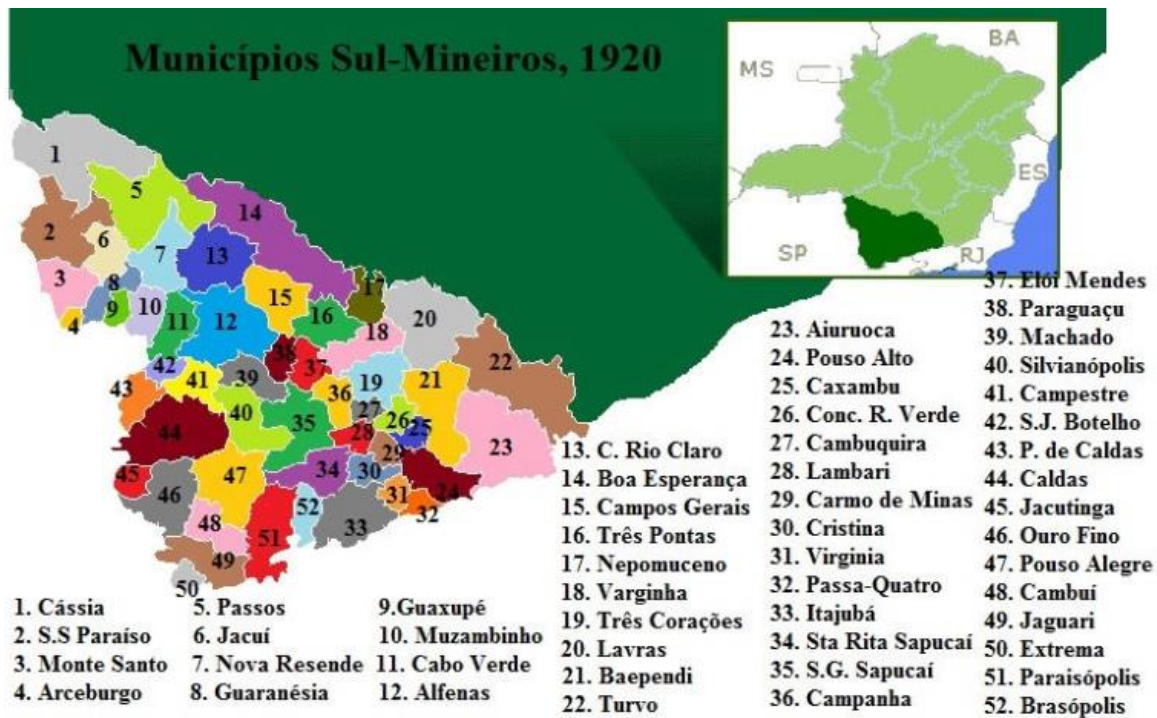 Municípios Sul-Mineiros, 1920
BA
MS
ES
SP
RJ
1
5
14
2
6
7
13
3
8
9
10
11
4
12
15
17
16
20
18
22
38
37
42
41
39
43
36
19
21
27
40
35
26
25
28
44
29
23
34
30
24
45
46
47
31
32
52
33
48
51
49
50
1. Cássia
2. S.S Paraíso
3. Monte Santo
4. Arceburgo
5. Passos
6. Jacuí
7. Nova Resende
8. Guaranésia
9.Guaxupé
10. Muzambinho
11. Cabo Verde
12. Alfenas
13. C. Rio Claro
14. Boa Esperança
15. Campos Gerais
16. Três Pontas
17. Nepomuceno
18. Varginha
19. Três Corações
20. Lavras
21. Baependi
22. Turvo
23. Aiuruoca
24. Pouso Alto
25. Caxambu
26. Conc. R. Verde
27. Cambuquira
28. Lambari
29. Carmo de Minas
30. Cristina
31. Virginia
32. Passa-Quatro
33. Itajubá
34. Sta Rita Sapucaí
35. S.G. Sapucaí
36. Campanha
37. Elói Mendes
38. Paraguaçu
39. Machado
40. Silvianópolis
41. Campestre
42. S.J. Botelho
43. P. de Caldas
44. Caldas
45. Jacutinga
46. Ouro Fino
47. Pouso Alegre
48. Cambuí
49. Jaguari
50. Extrema
51. Paraisópolis
52. Brasópolis